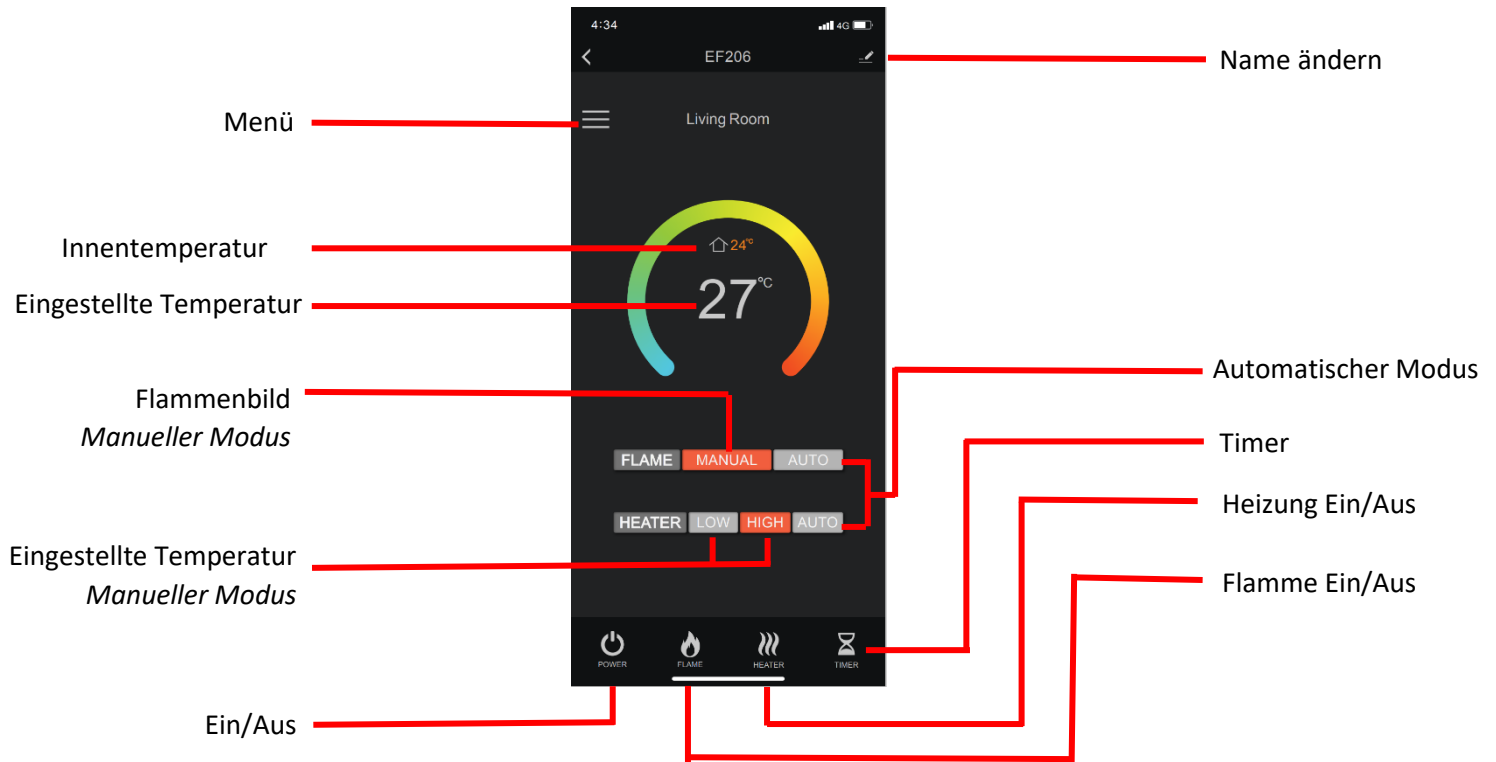 4:34
4G
EF206
Name ändern
Menü
Living Room
Innentemperatur
24°C
Eingestellte Temperatur
27°C
Automatischer Modus
Flammenbild
Manueller Modus
Timer
FLAME MANUAL AUTO
Heizung Ein/Aus
HEATER LOW HIGH AUTO
Eingestellte Temperatur
Manueller Modus
Flamme Ein/Aus
POWER FLAME HEATER TIMER
Ein/Aus